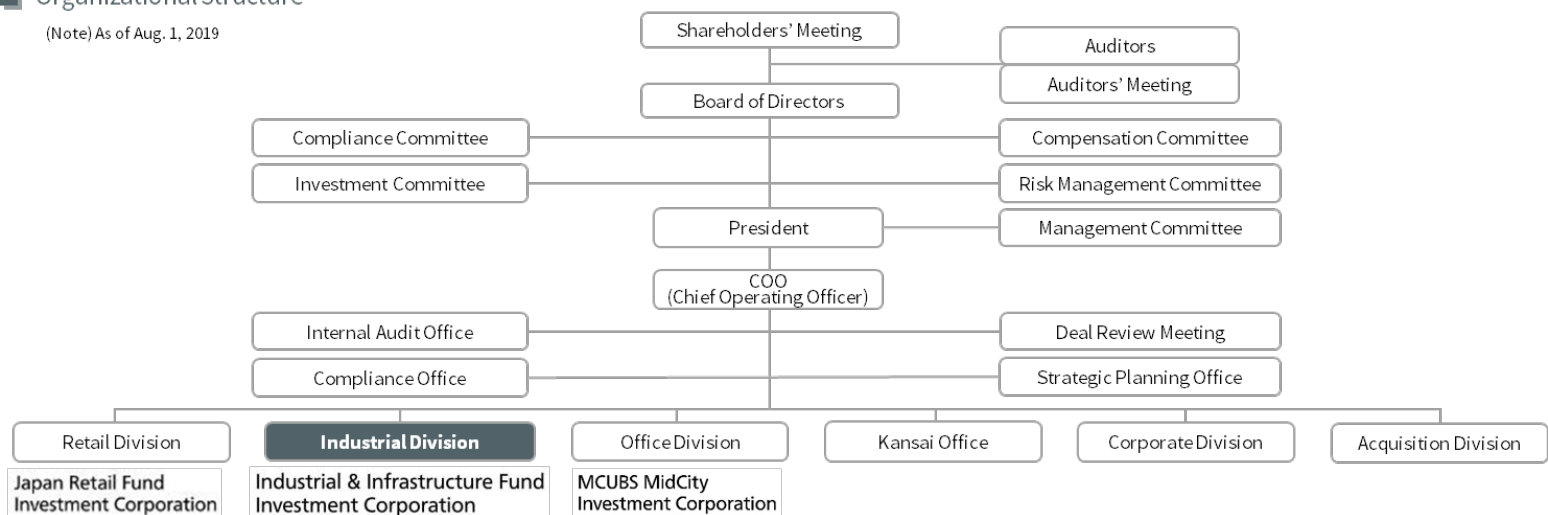 Organizational Structure
(Note) As of Aug. 1, 2019
Shareholders’ Meeting
Auditors
Auditors’ Meeting
Board of Directors
Compliance Committee
Compensation Committee
Investment Committee
Risk Management Committee
President
Management Committee
COO
(Chief Operating Officer)
Internal Audit Office
Deal Review Meeting
Compliance Office
Strategic Planning Office
Retail Division
Industrial Division
Office Division
Kansai Office
Corporate Division
Acquisition Division
Japan Retail Fund
Investment Corporation
Industrial & Infrastructure Fund
Investment Corporation
MCUBS MidCity
Investment Corporation